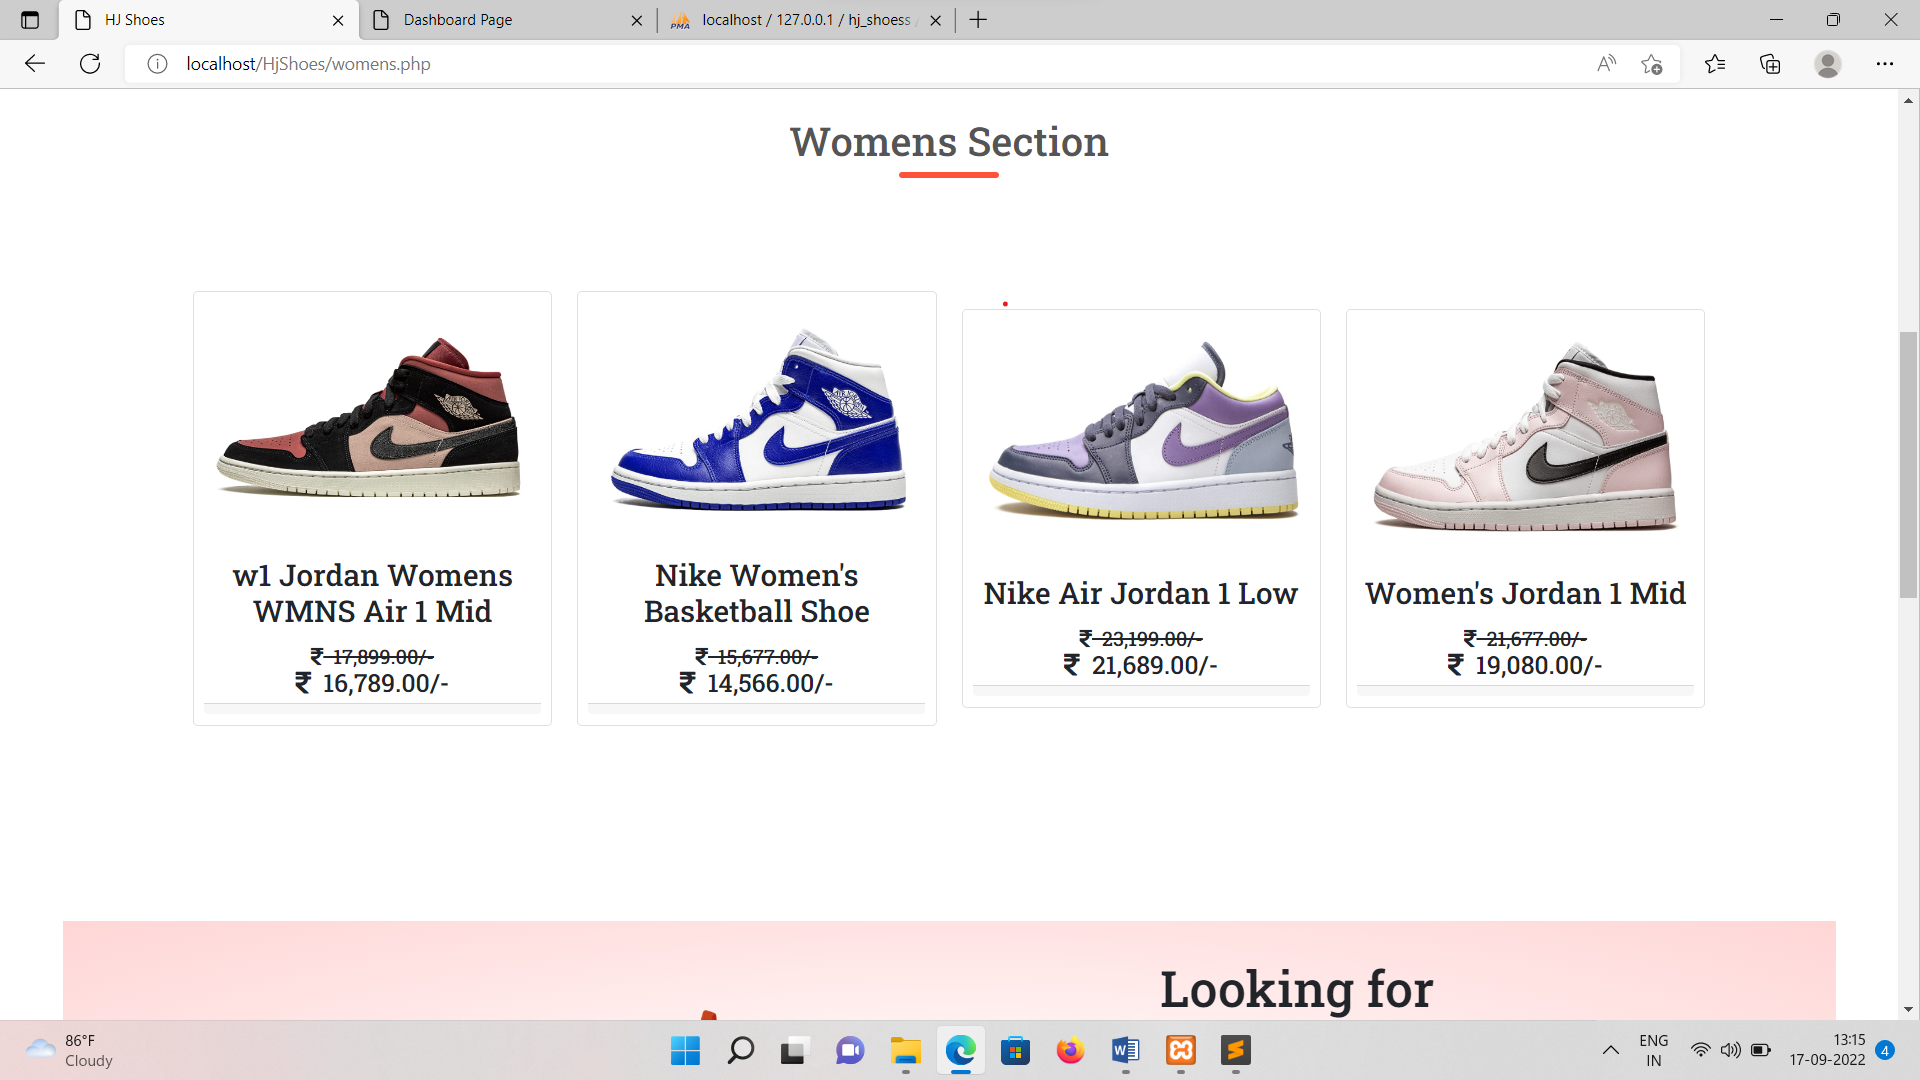 HJ Shoes
Dashboard Page
PMA
localhost / 127.0.0.1 / hj_shoess
localhost/HjShoes/womens.php
Womens Section
w1 Jordan Womens
WMNS Air 1 Mid
₹ 17,899.00/-
₹ 16,789.00/-
Nike Women's
Basketball Shoe
₹ 15,677.00/-
₹ 14,566.00/-
Nike Air Jordan 1 Low
₹ 23,199.00/-
₹ 21,689.00/-
Women's Jordan 1 Mid
₹ 21,677.00/-
₹ 19,080.00/-
Looking for
86°F
Cloudy
ENG
IN
13:15
17-09-2022
4